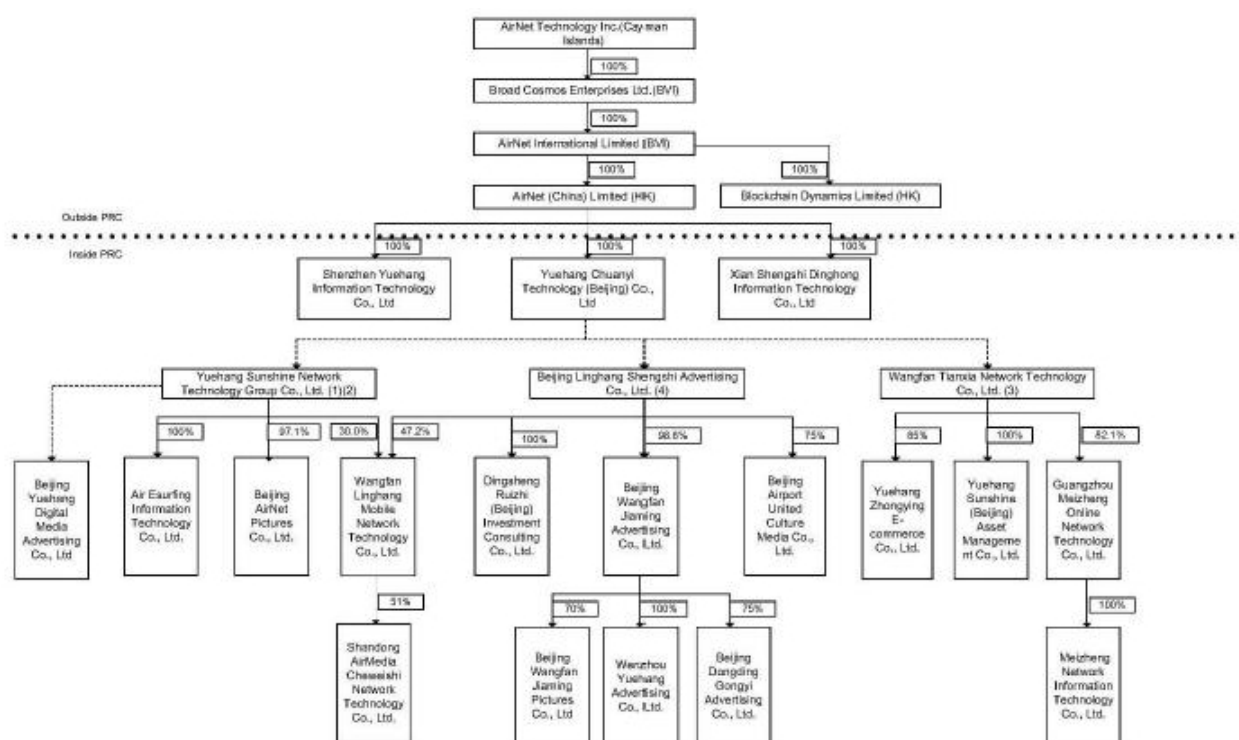 AirNet Technology Inc.(Cayman
Islands)
100%
Broad Cosmos Enterprises Ltd.(BVI)
100%
AirNet International Limited (BVI)
100%
100%
AirNet (China) Limited (HK)
Blockchain Dynamics Limited (HK)
Outside PRC
Inside PRC
100%
100%
100%
Shenzhen Yuehang
Information Technology
Co., Ltd
Yuehang Chuanyi
Technology (Beijing) Co.,
Ltd
Xian Shengshi Dinghong
Information Technology
Co., Ltd
Yuehang Sunshine Network
Technology Group Co., Ltd. (1)(2)
Beijing Linghang Shengshi Advertising
Co., Ltd. (4)
Wangfan Tianxia Network Technology
Co., Ltd. (3)
100%
97.1%
30.0%
47.2%
100%
98.6%
75%
85%
100%
82.1%
Beijing
Yuehang
Digital
Media
Advertising
Co., Ltd
Air Esurfing
Information
Technology
Co., Ltd.
Beijing
AirNet
Pictures
Co., Ltd.
Wangfan
Linghang
Mobile
Network
Technology
Co., Ltd.
Dingsheng
Ruizhi
(Beijing)
Investment
Consulting
Co., Ltd.
Beijing
Wangfan
Jiaming
Advertising
Co., lLtd.
Beijing
Airport
United
Culture
Media Co.,
Ltd.
Yuehang
Zhongying
E-
commerce
Co., Ltd.
Yuehang
Sunshine
(Beijing)
Asset
Manageme
nt Co., Ltd.
Guangzhou
Meizheng
Online
Network
Technology
Co., Ltd.
51%
70%
100%
75%
100%
Shandong
AirMedia
Cheweishi
Network
Technology
Co., Ltd.
Beijing
Wangfan
Jiaming
Pictures
Co., Ltd
Wenzhou
Yuehang
Advertising
Co., lLtd.
Beijing
Dongding
Gongyi
Advertising
Co., Ltd.
Meizheng
Network
Information
Technology
Co., Ltd.